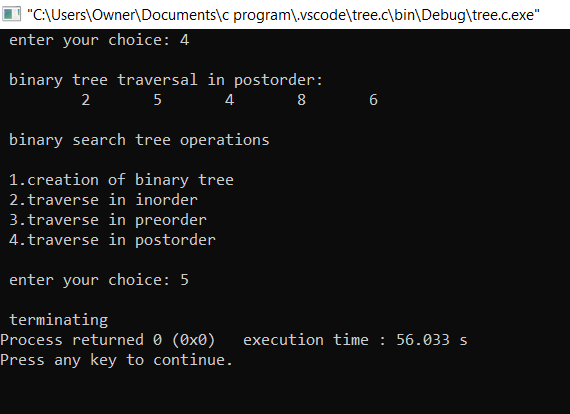 "C:\Users\Owner\Documents\c program\.vscode\tree.c\bin\Debug\tree.c.exe"
enter your choice: 4
binary tree traversal in postorder:
2 5 4 8 6
binary search tree operations
1.creation of binary tree
2.traverse in inorder
3.traverse in preorder
4.traverse in postorder
enter your choice: 5
terminating
Process returned 0 (0x0)   execution time : 56.033 s
Press any key to continue.